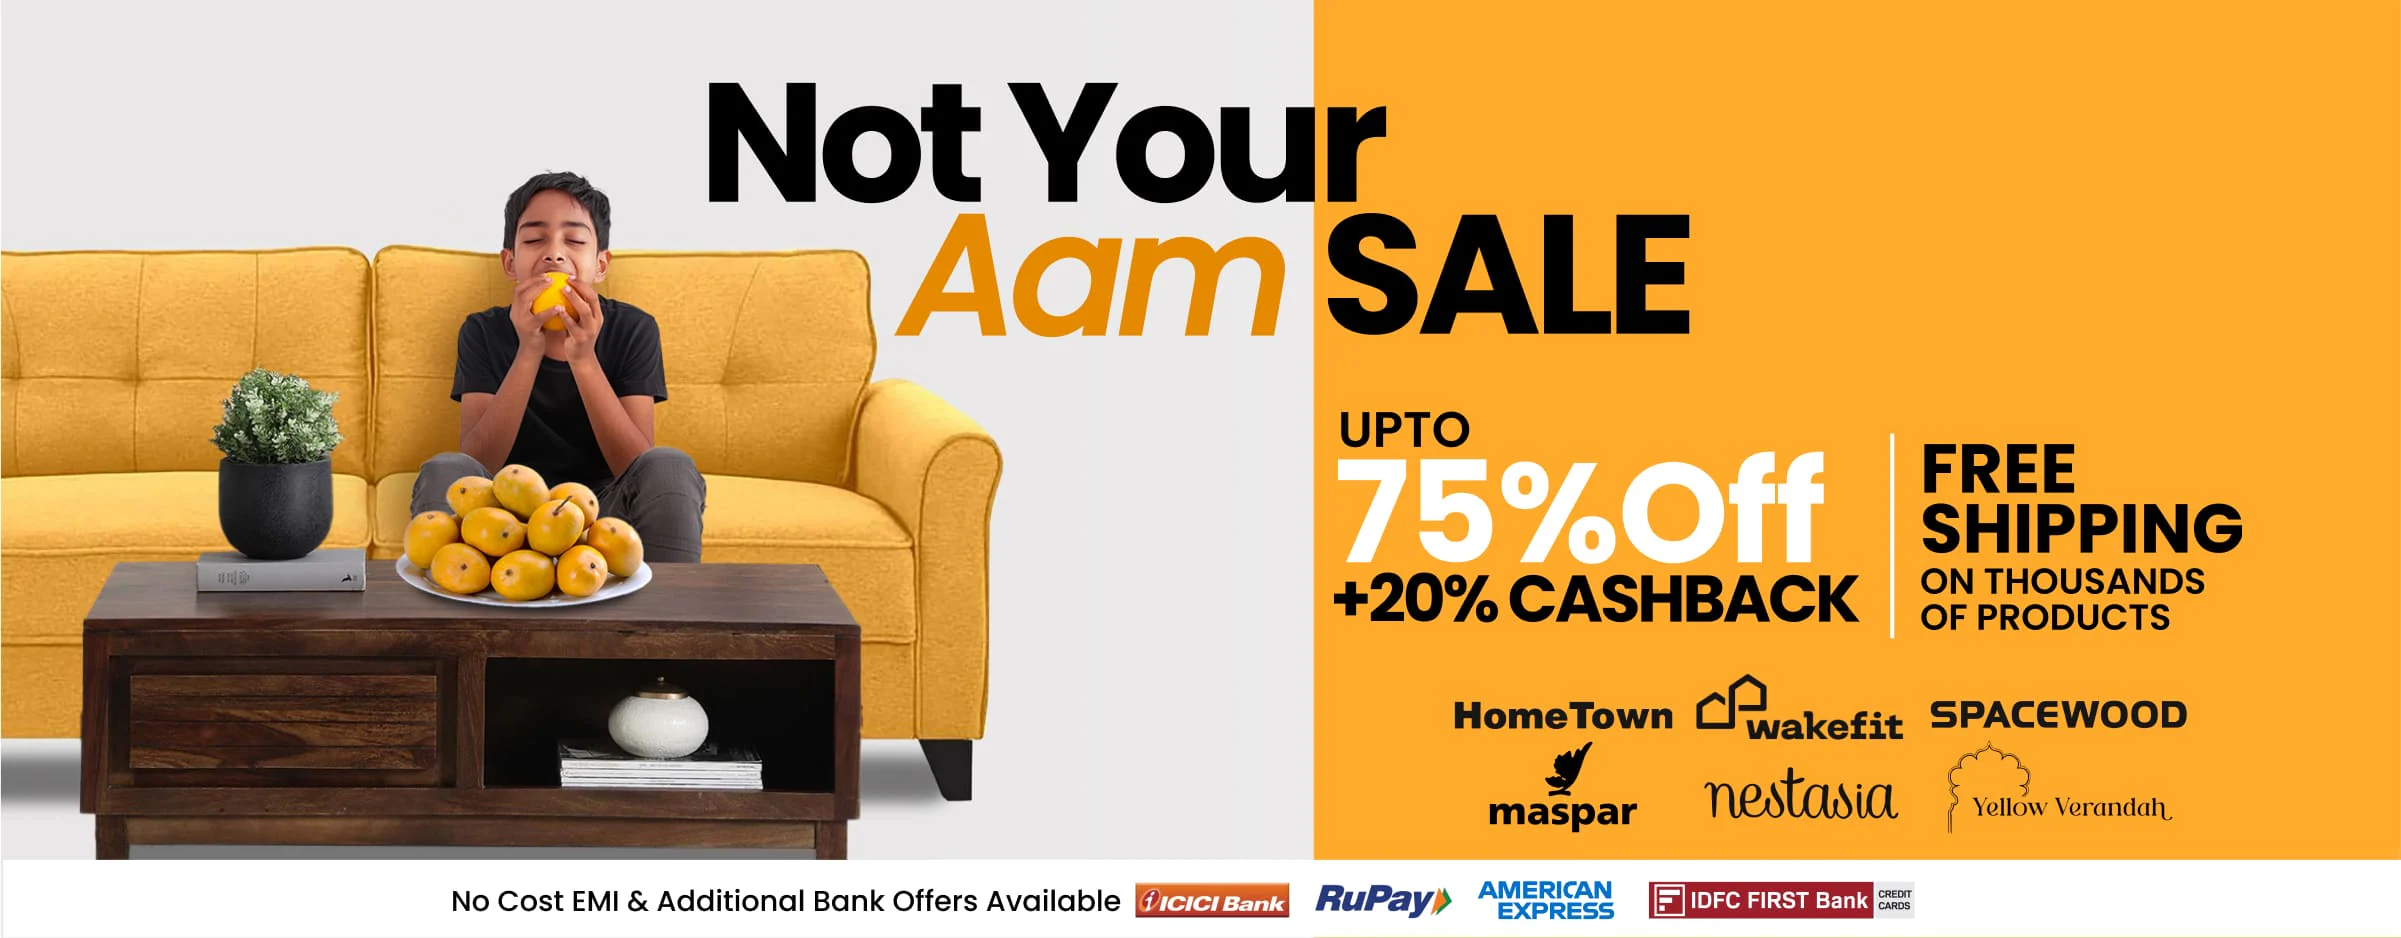 Not Your
Aam SALE
UPTO
75%Off
+20% CASHBACK
FREE
SHIPPING
ON THOUSANDS
OF PRODUCTS
HomeTown wakefit SPACEWOOD
maspar nestasia Yellow Verandah
No Cost EMI & Additional Bank Offers Available ICICI Bank RuPay AMERICAN EXPRESS IDFC FIRST Bank CREDIT CARDS